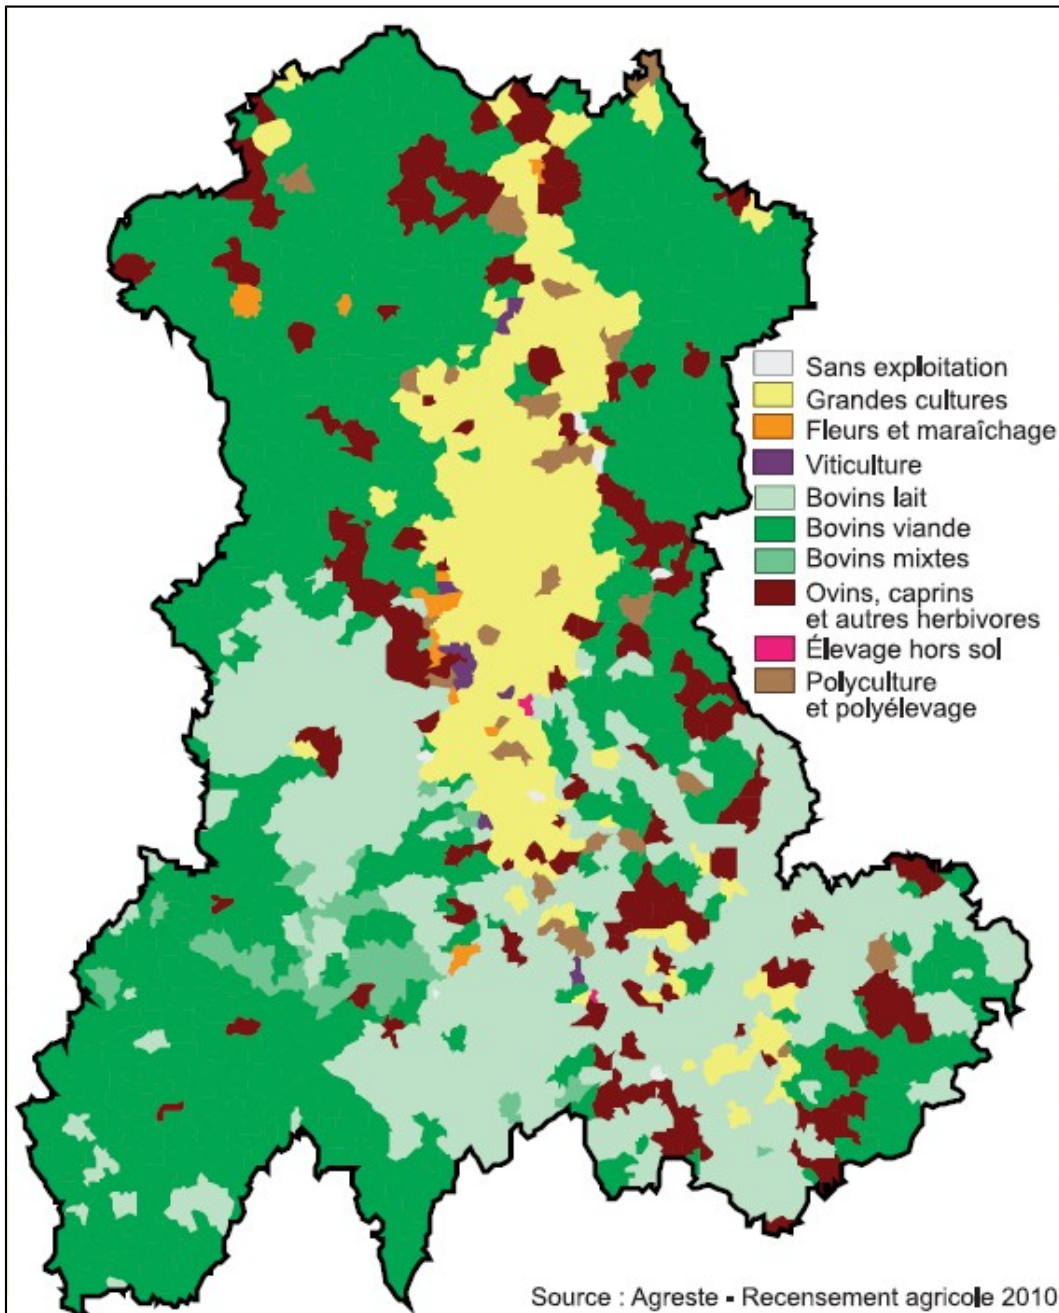 Sans exploitation
Grandes cultures
Fleurs et maraîchage
Viticulture
Bovins lait
Bovins viande
Bovins mixtes
Ovins, caprins
et autres herbivores
Élevage hors sol
Polyculture
et polyélevage
Source : Agreste - Recensement agricole 2010